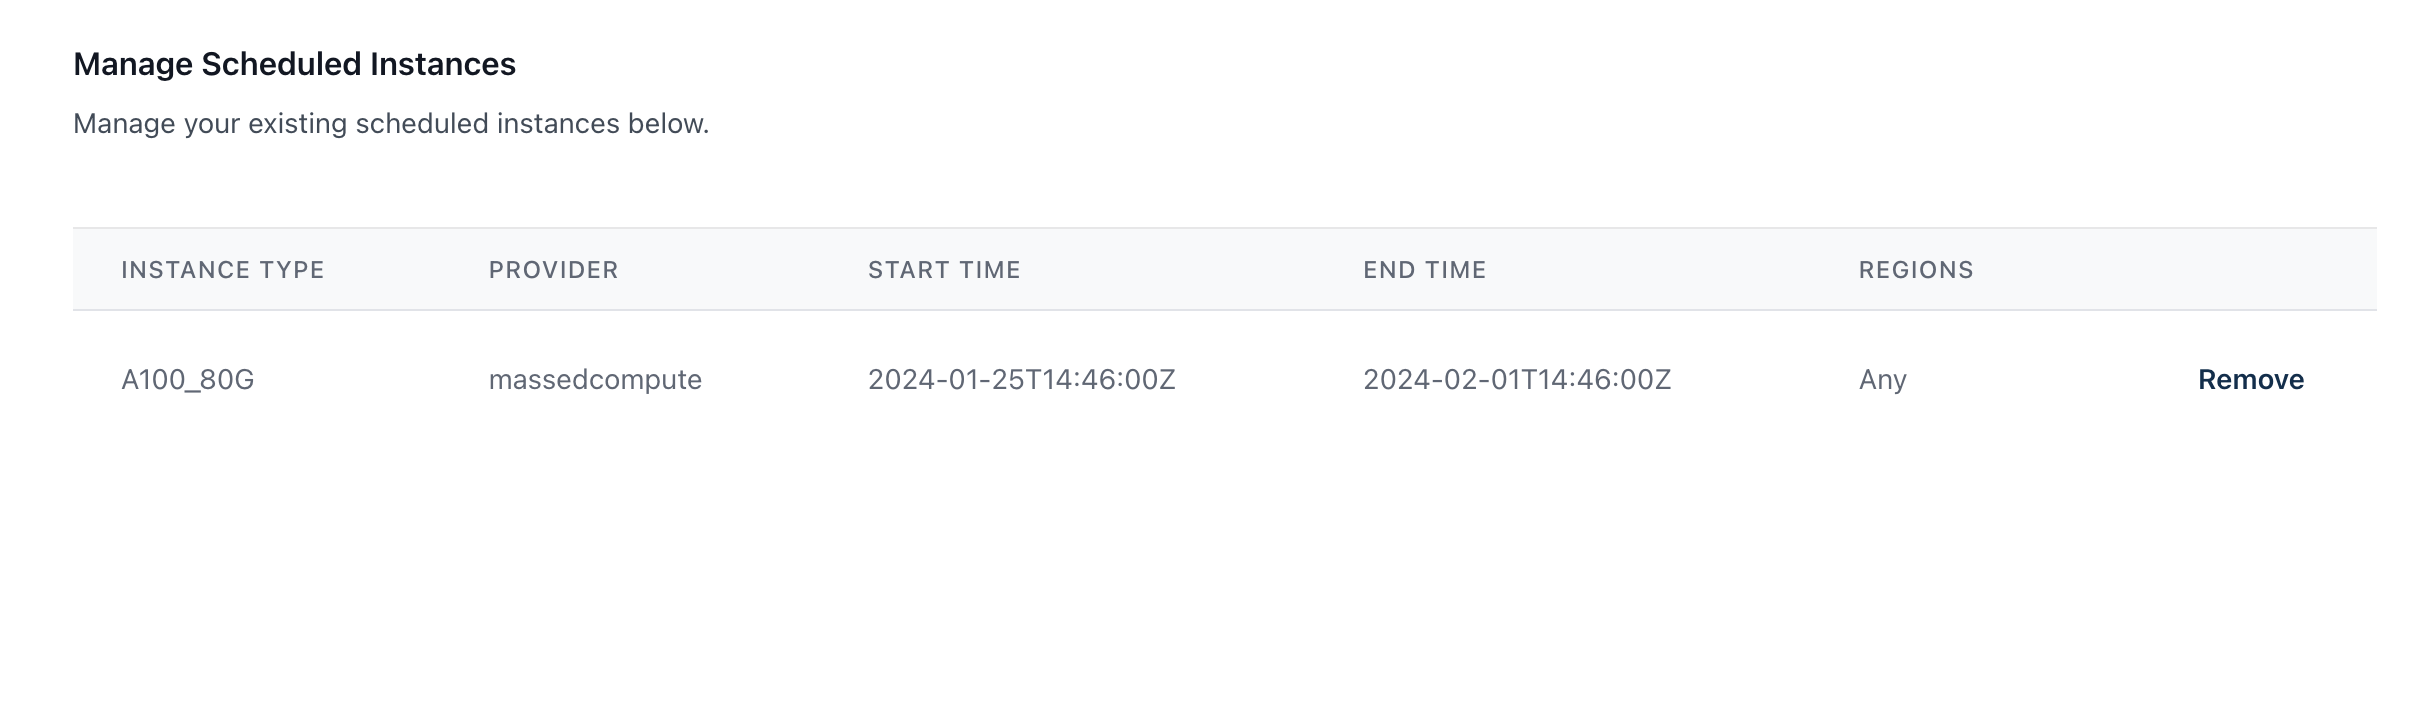 Manage Scheduled Instances
Manage your existing scheduled instances below.
INSTANCE TYPE PROVIDER START TIME END TIME REGIONS
A100_80G massedcompute 2024-01-25T14:46:00Z 2024-02-01T14:46:00Z Any Remove